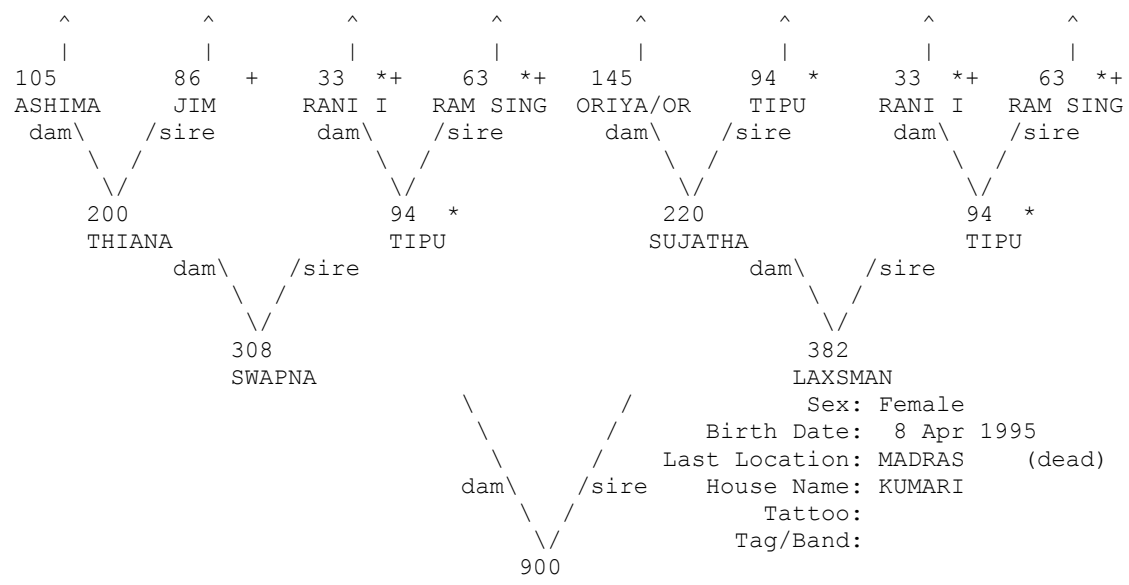 ^ ^ ^ ^ ^ ^ ^ ^
| | | | | | | |
105 86 + 33 *+ 63 *+ 145 94 * 33 *+ 63 *+
ASHIMA JIM RANI I RAM SING ORIYA/OR TIPU RANI I RAM SING
dam\ /sire dam\ /sire dam\ /sire dam\ /sire
\ / \ / \ / \ /
\/ \/ \/ \/
200 94 * 220 94 *
THIANA TIPU SUJATHA TIPU
dam\ /sire dam\ /sire
\ / \ /
\/ \/
308 382
SWAPNA LAXSMAN
\ / Sex: Female
\ / Birth Date: 8 Apr 1995
\ / Last Location: MADRAS (dead)
dam\ /sire House Name: KUMARI
\ / Tattoo:
\/ Tag/Band:
900